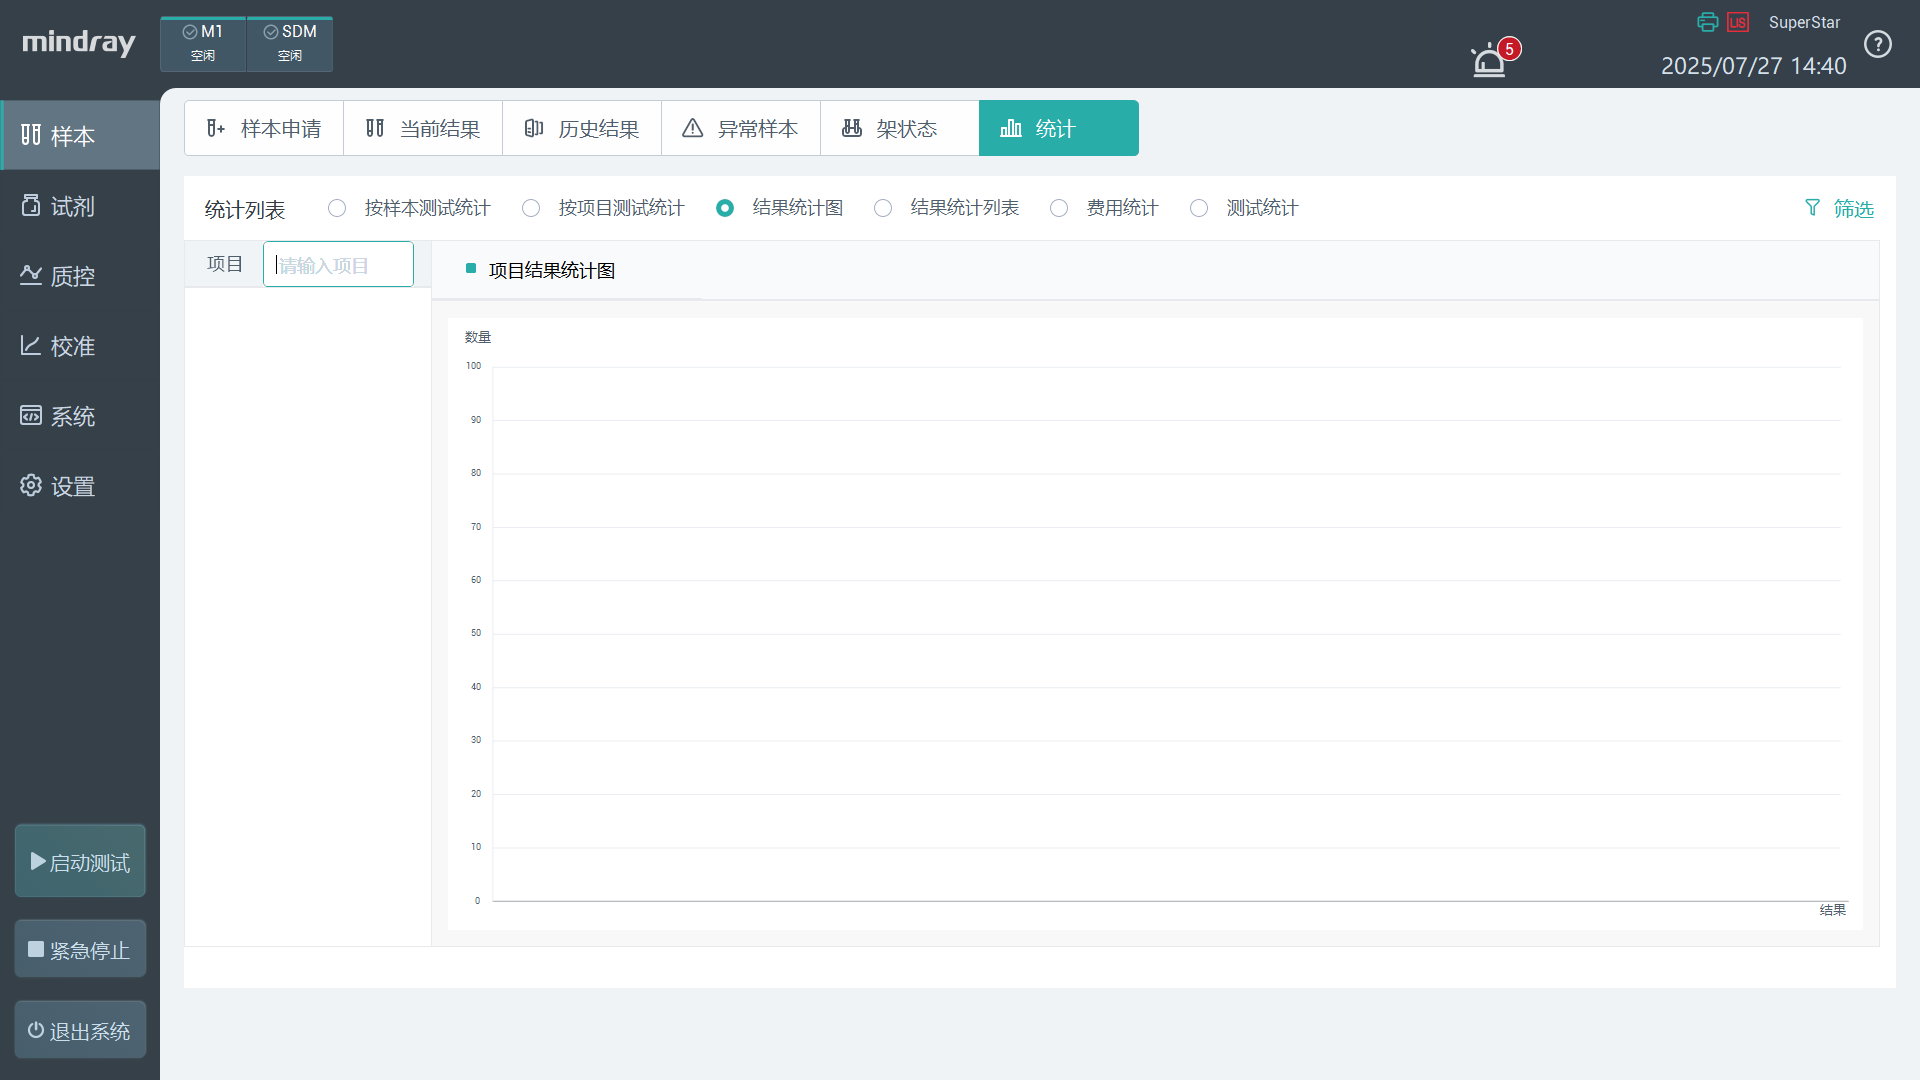 mindray
M1
空闲
SDM
空闲
5
LIS
SuperStar
2025/07/27 14:40
?
样本
试剂
质控
校准
系统
设置
启动测试
紧急停止
退出系统
样本申请
当前结果
历史结果
异常样本
架状态
统计
统计列表
按样本测试统计
按项目测试统计
结果统计图
结果统计列表
费用统计
测试统计
筛选
项目
请输入项目
项目结果统计图
数量
100
90
80
70
60
50
40
30
20
10
0
结果